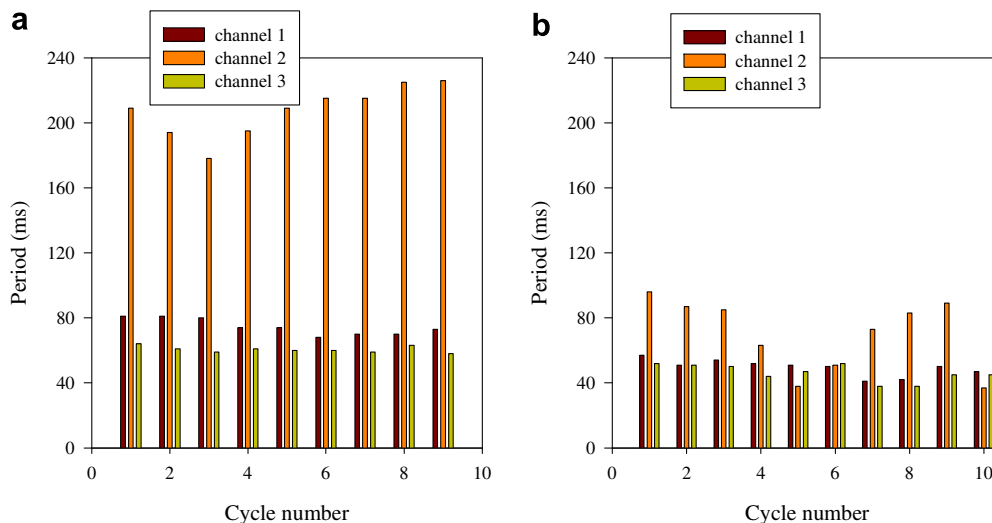 a
channel 1
channel 2
channel 3
240
200
160
120
80
40
0
Period (ms)
0 2 4 6 8 10
Cycle number
b
channel 1
channel 2
channel 3
240
200
160
120
80
40
0
Period (ms)
0 2 4 6 8 10
Cycle number